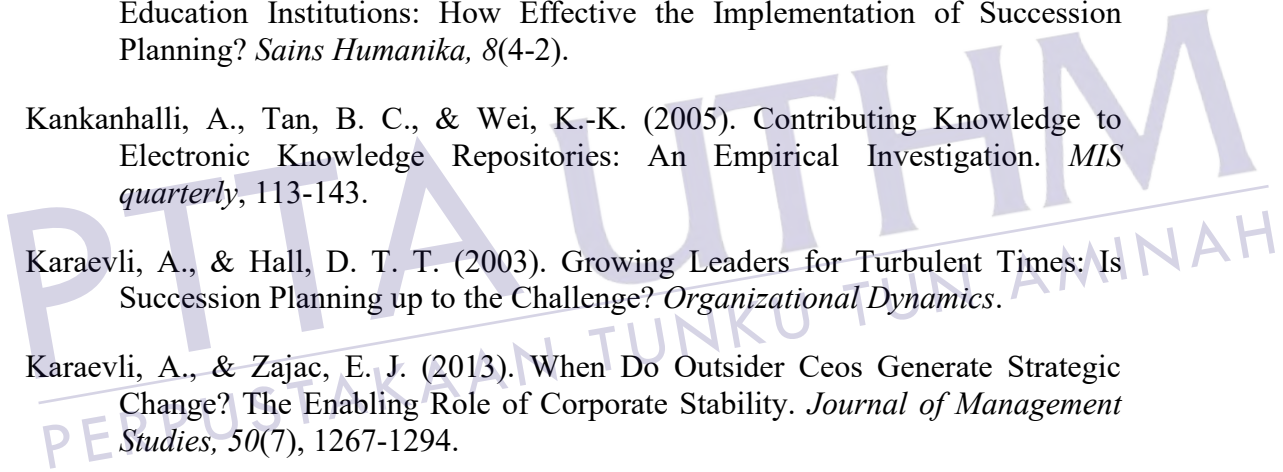 Education Institutions: How Effective the Implementation of Succession
Planning? Sains Humanika, 8(4-2).
Kankanhalli, A., Tan, B. C., & Wei, K.-K. (2005). Contributing Knowledge to
Electronic Knowledge Repositories: An Empirical Investigation. MIS
quarterly, 113-143.
Karaevli, A., & Hall, D. T. T. (2003). Growing Leaders for Turbulent Times: Is
Succession Planning up to the Challenge? Organizational Dynamics.
Karaevli, A., & Zajac, E. J. (2013). When Do Outsider Ceos Generate Strategic
Change? The Enabling Role of Corporate Stability. Journal of Management
Studies, 50(7), 1267-1294.
PTTA UTHM
PERPUSTAKAAN TUNKU TUN AMINAH